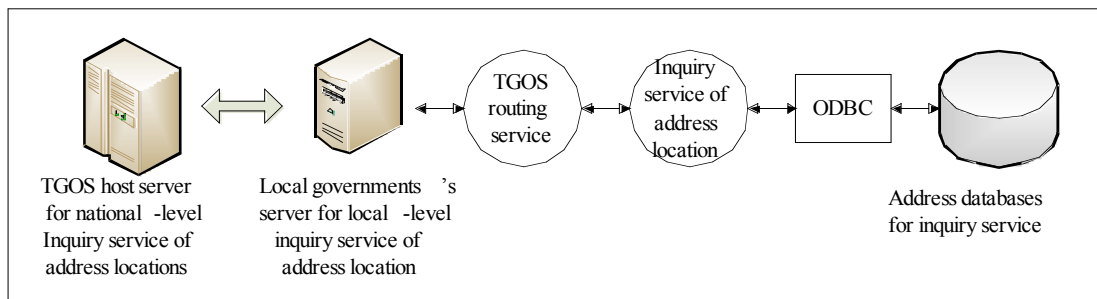 TGOS host server
for national -level
Inquiry service of
address locations
Local governments 's
server for local -level
inquiry service of
address location
TGOS
routing
service
Inquiry
service of
address
location
ODBC
Address databases
for inquiry service